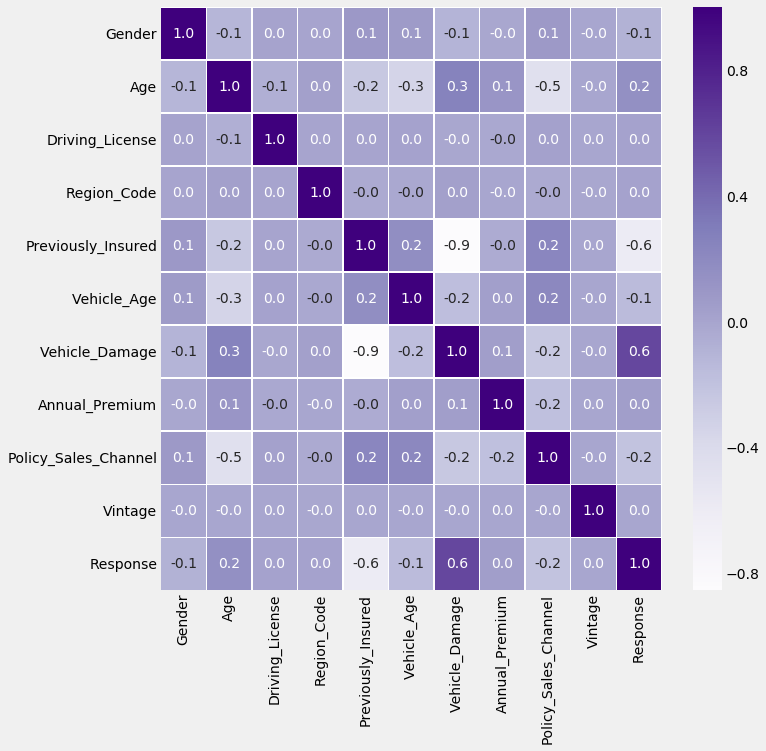 Gender 1.0 -0.1 0.0 0.0 0.1 0.1 -0.1 -0.0 0.1 -0.0 -0.1
Age -0.1 1.0 -0.1 0.0 -0.2 -0.3 0.3 0.1 -0.5 -0.0 0.2
Driving_License 0.0 -0.1 1.0 0.0 0.0 0.0 -0.0 -0.0 0.0 0.0 0.0
Region_Code 0.0 0.0 0.0 1.0 -0.0 -0.0 0.0 -0.0 -0.0 -0.0 0.0
Previously_Insured 0.1 -0.2 0.0 -0.0 1.0 0.2 -0.9 -0.0 0.2 0.0 -0.6
Vehicle_Age 0.1 -0.3 0.0 -0.0 0.2 1.0 -0.2 0.0 0.2 0.0 -0.1
Vehicle_Damage -0.1 0.3 -0.0 0.0 -0.9 -0.2 1.0 0.1 -0.2 -0.0 0.6
Annual_Premium -0.0 0.1 -0.0 -0.0 -0.0 0.0 0.1 1.0 -0.2 0.0 0.0
Policy_Sales_Channel 0.1 -0.5 0.0 -0.0 0.2 0.2 -0.2 -0.2 1.0 -0.0 -0.2
Vintage -0.0 -0.0 0.0 -0.0 0.0 0.0 -0.0 0.0 -0.0 1.0 0.0
Response -0.1 0.2 0.0 0.0 -0.6 -0.1 0.6 0.0 -0.2 0.0 1.0
Gender
Age
Driving_License
Region_Code
Previously_Insured
Vehicle_Age
Vehicle_Damage
Annual_Premium
Policy_Sales_Channel
Vintage
Response
0.8
0.4
0.0
−0.4
−0.8